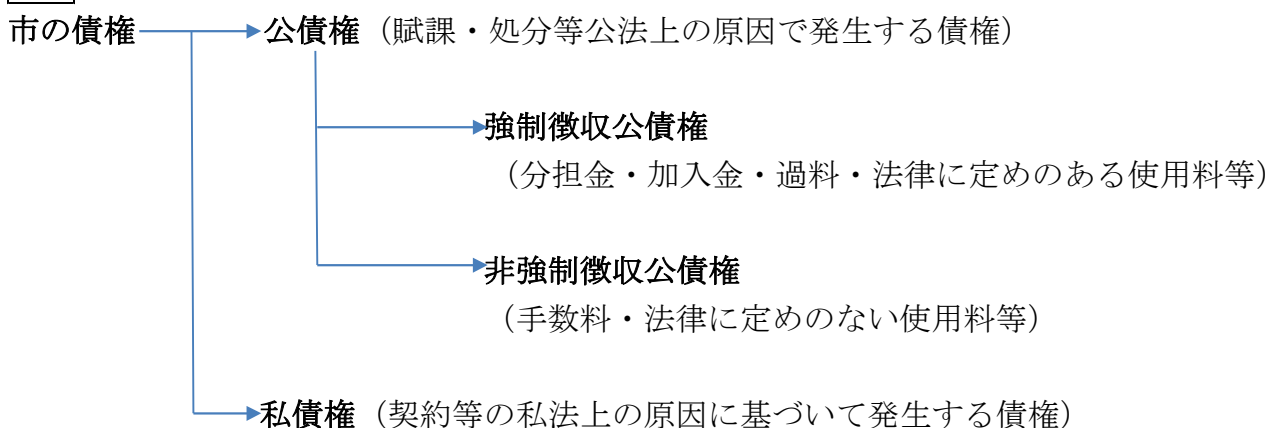 市の債権 公債権（賦課・処分等公法上の原因で発生する債権）
強制徴収公債権
（分担金・加入金・過料・法律に定めのある使用料等）
非強制徴収公債権
（手数料・法律に定めのない使用料等）
私債権（契約等の私法上の原因に基づいて発生する債権）